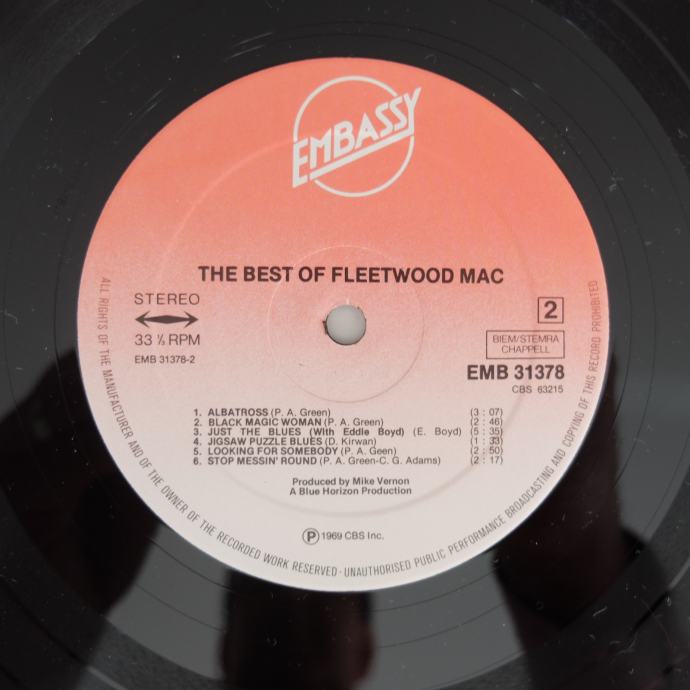 EMBASSY
THE BEST OF FLEETWOOD MAC
STEREO
33 ⅓ RPM
EMB 31378-2
2
BIEM/STEMRA
CHAPPELL
EMB 31378
CBS 63215
1. ALBATROSS (P. A. Green) (3 : 07)
2. BLACK MAGIC WOMAN (P. A. Green) (2 : 46)
3. JUST THE BLUES (With Eddie Boyd) (E. Boyd) (5 : 35)
4. JIGSAW PUZZLE BLUES (D. Kirwan) (1 : 33)
5. LOOKING FOR SOMEBODY (P. A. Geen) (2 : 50)
6. STOP MESSIN' ROUND (P. A. Green-C. G. Adams) (2 : 17)
Produced by Mike Vernon
A Blue Horizon Production
Ⓟ 1969 CBS Inc.
ALL RIGHTS OF THE MANUFACTURER AND OF THE OWNER OF THE RECORDED WORK RESERVED · UNAUTHORISED PUBLIC PERFORMANCE BROADCASTING AND COPYING OF THIS RECORD PROHIBITED